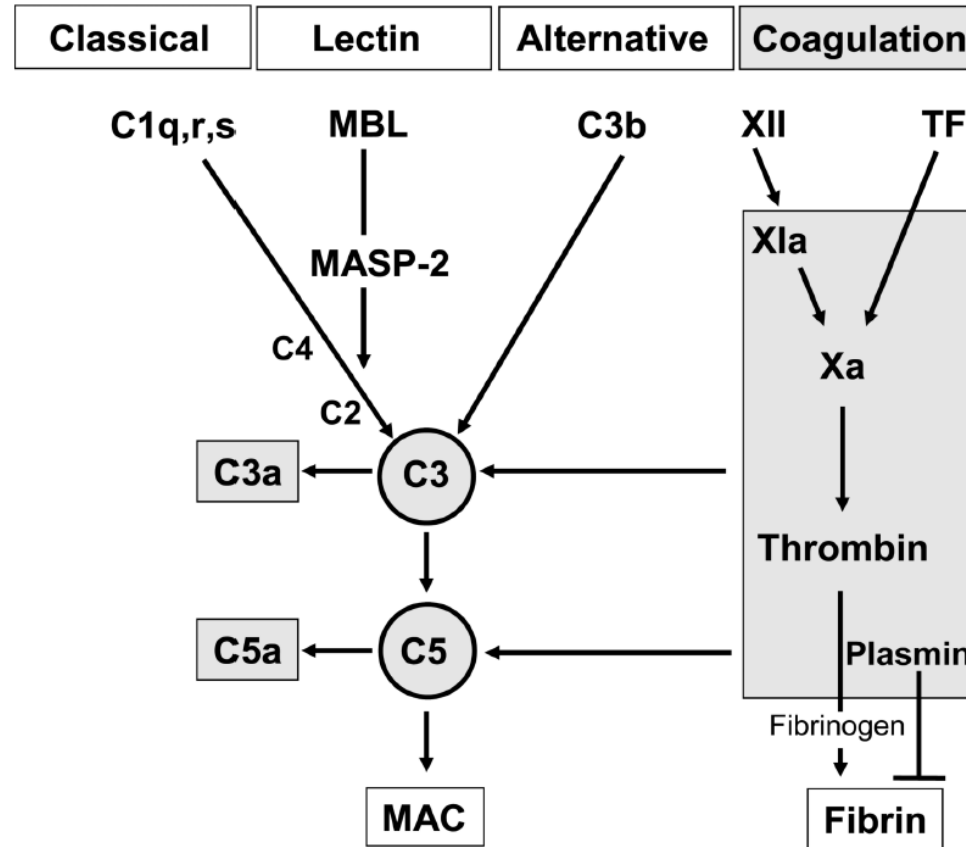 Classical Lectin Alternative Coagulation
C1q,r,s MBL C3b XII TF
XIa
MASP-2
C4
Xa
C2
C3a C3
Thrombin
C5a C5 Plasmin
Fibrinogen
MAC Fibrin